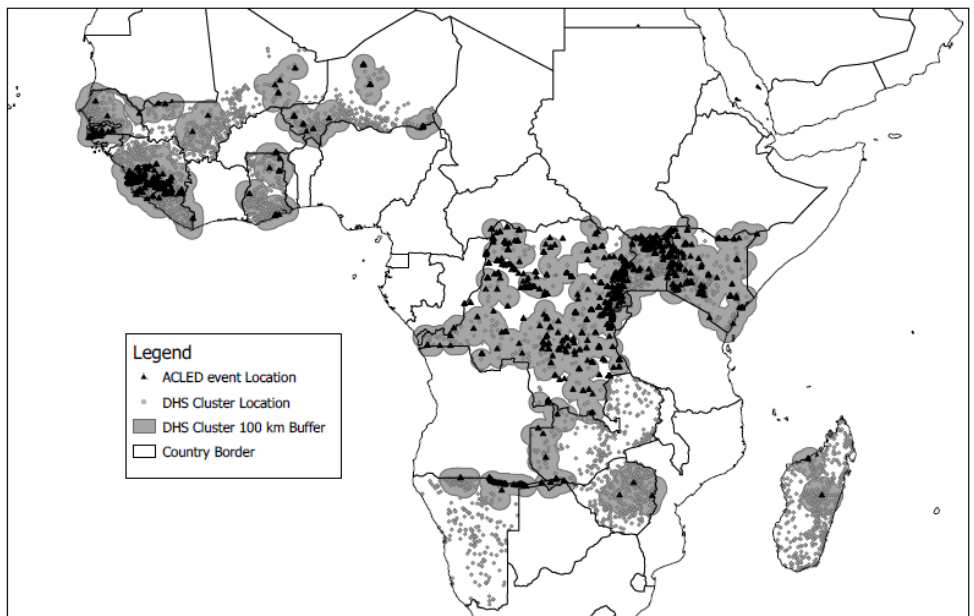 Legend
ACLED event Location
DHS Cluster Location
DHS Cluster 100 km Buffer
Country Border